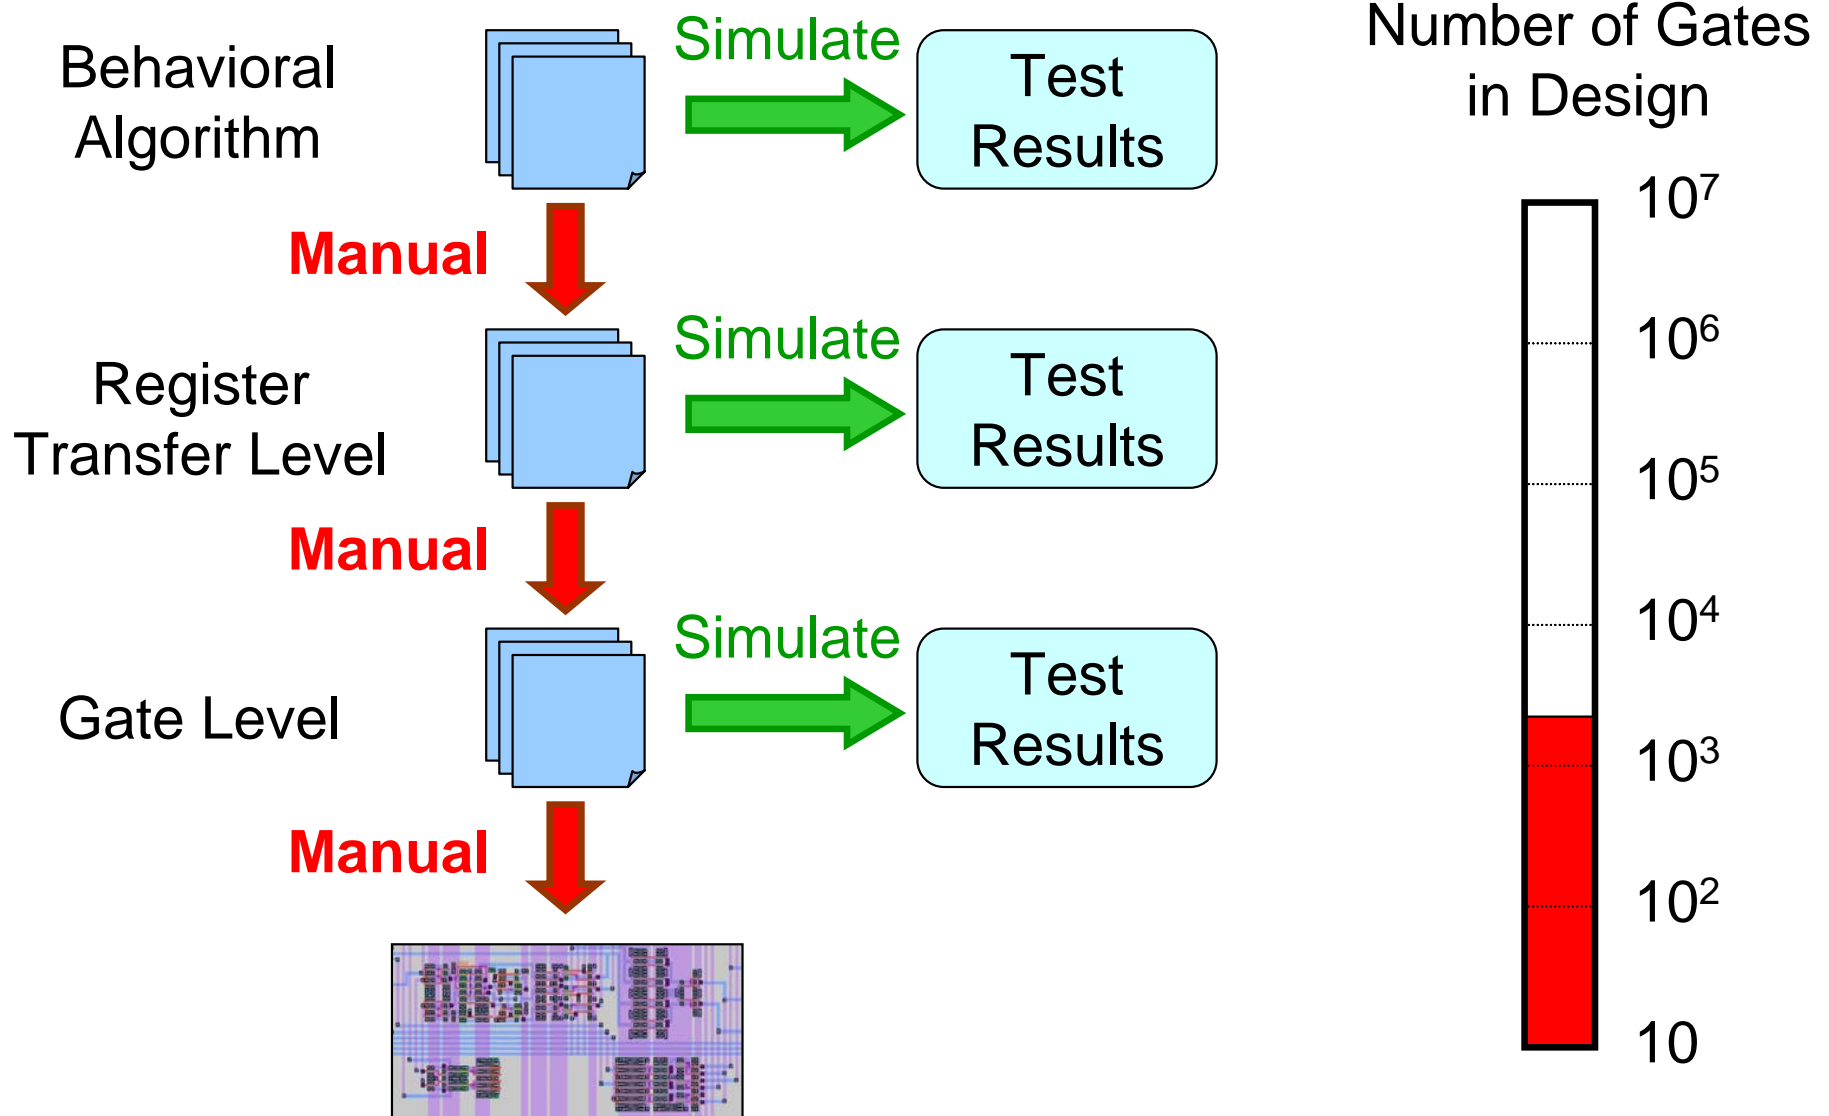 Behavioral
Algorithm
Simulate
Test
Results
Manual
Register
Transfer Level
Simulate
Test
Results
Manual
Gate Level
Simulate
Test
Results
Manual
Number of Gates
in Design
10⁷
10⁶
10⁵
10⁴
10³
10²
10